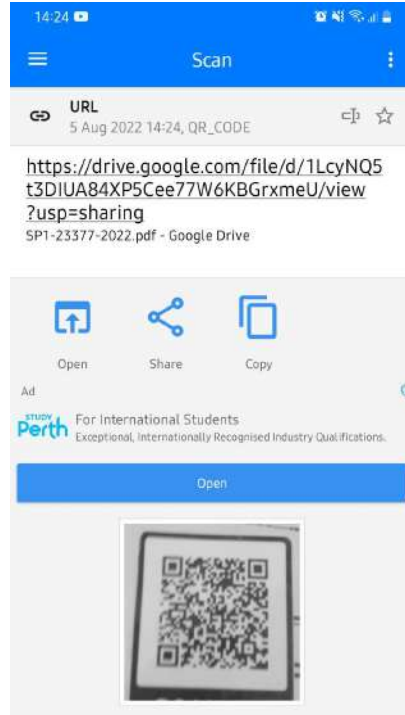 14:24
Scan
URL
5 Aug 2022 14:24, QR_CODE
https://drive.google.com/file/d/1LcyNQ5
t3DIUA84XP5Cee77W6KBGrxmeU/view
?usp=sharing
SP1-23377-2022.pdf - Google Drive
Open Share Copy
Ad
STUDY
Perth
For International Students
Exceptional, Internationally Recognised Industry Qualifications.
Open